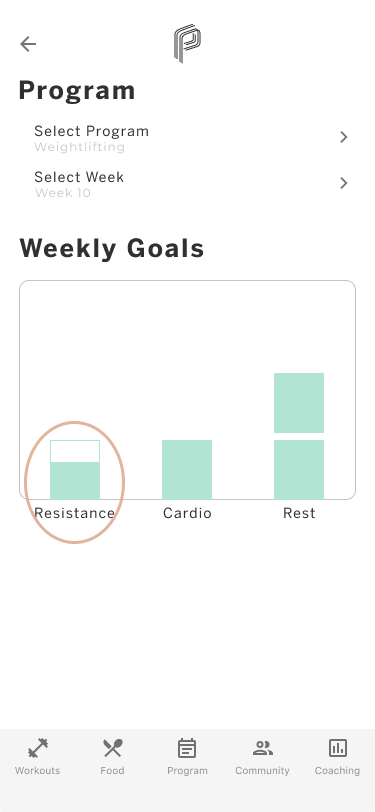 Program
Select Program
Weightlifting
Select Week
Week 10
Weekly Goals
Resistance
Cardio
Rest
Workouts
Food
Program
Community
Coaching